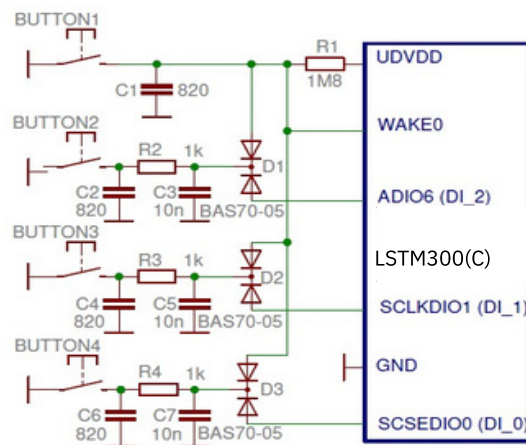 BUTTON1
R1
1M8
UDVDD
C1 820
WAKE0
BUTTON2
R2 1k
D1
C2 C3
820 10n BAS70-05
ADIO6 (DI_2)
BUTTON3
LSTM300(C)
R3 1k
D2
C4 C5
820 10n BAS70-05
SCLKDIO1 (DI_1)
BUTTON4
GND
R4 1k
D3
C6 C7
820 10n BAS70-05
SCSEDIO0 (DI_0)